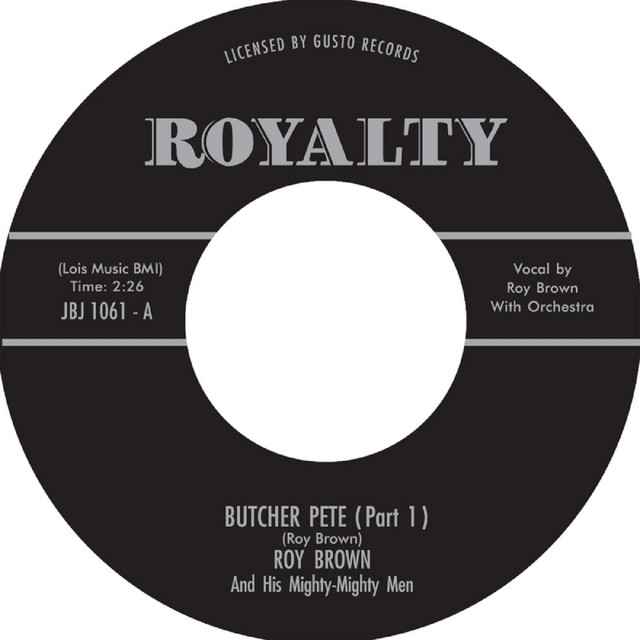 LICENSED BY GUSTO RECORDS
ROYALTY
(Lois Music BMI)
Time: 2:26
JBJ 1061 - A
Vocal by
Roy Brown
With Orchestra
BUTCHER PETE (Part 1)
(Roy Brown)
ROY BROWN
And His Mighty-Mighty Men